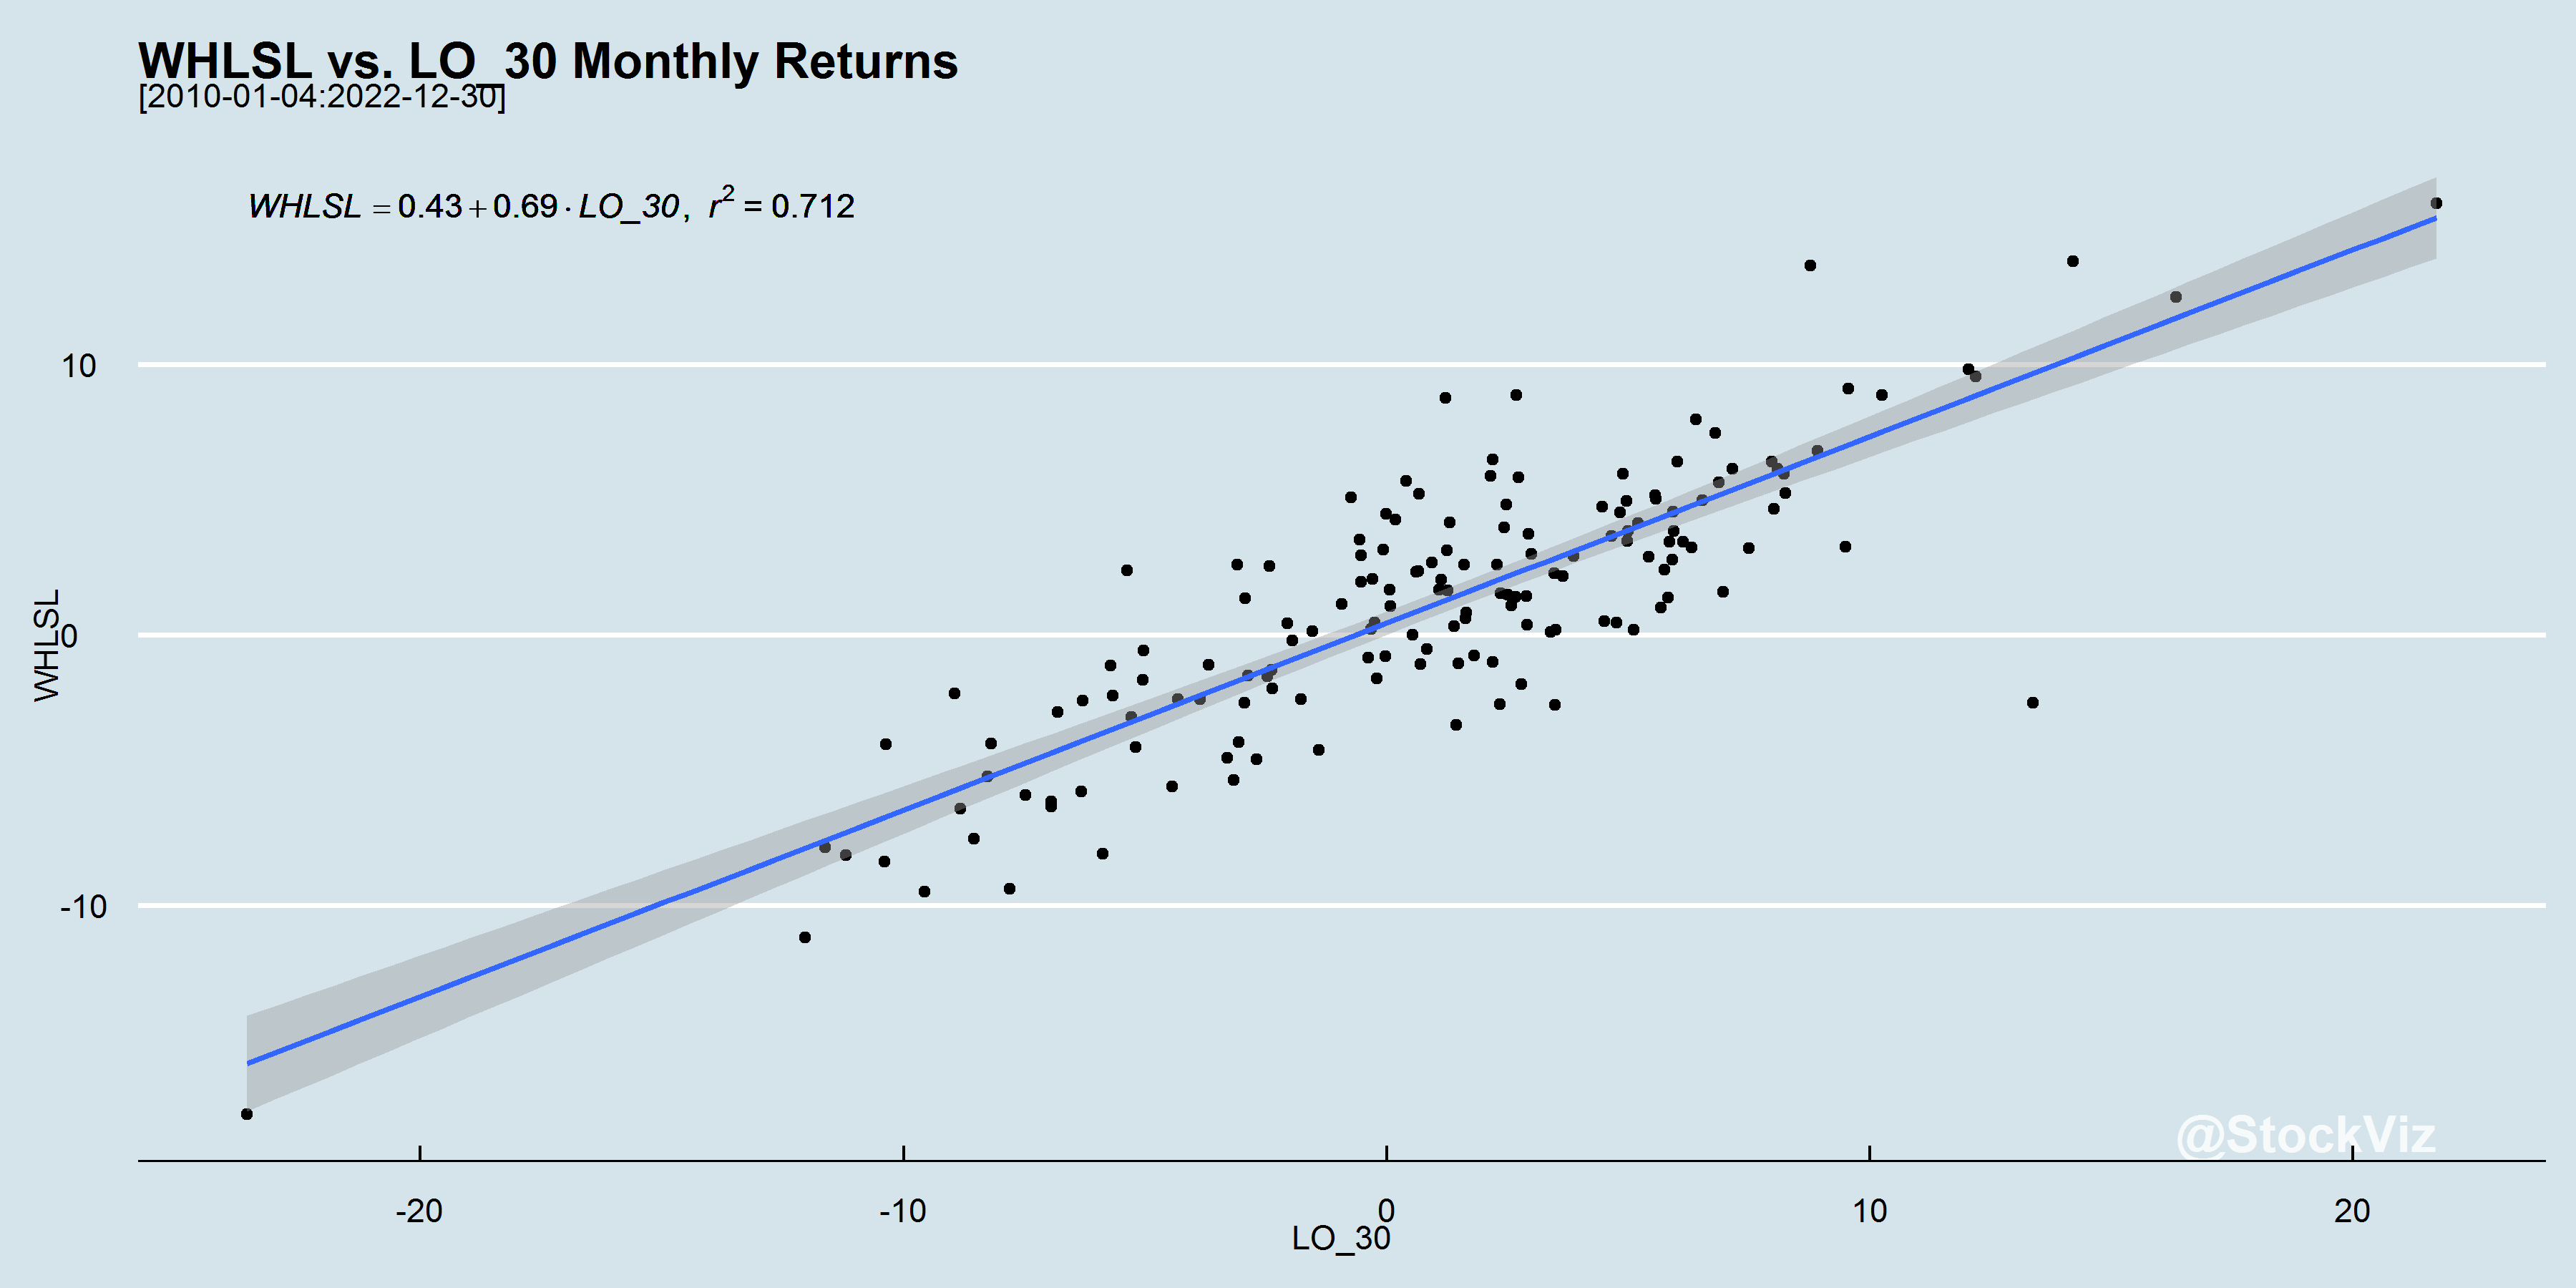 WHLSL vs. LO_30 Monthly Returns
[2010-01-04:2022-12-30]
WHLSL = 0.43 + 0.69 · LO_30, r² = 0.712
10
0
-10
WHLSL
@StockViz
-20
-10
0
10
20
LO_30